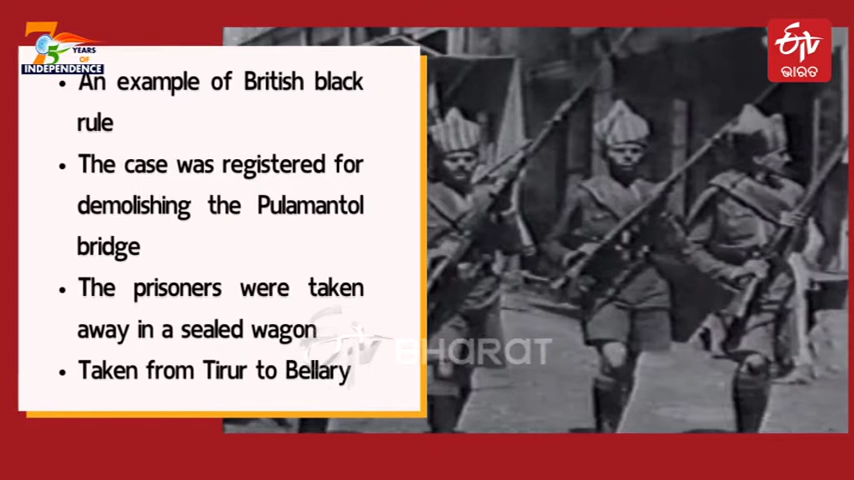 75
YEARS
OF
INDEPENDENCE
ETV
ଭାରତ
• An example of British black
rule
• The case was registered for
demolishing the Pulamantol
bridge
• The prisoners were taken
away in a sealed wagon
• Taken from Tirur to Bellary
ETV BHARAT